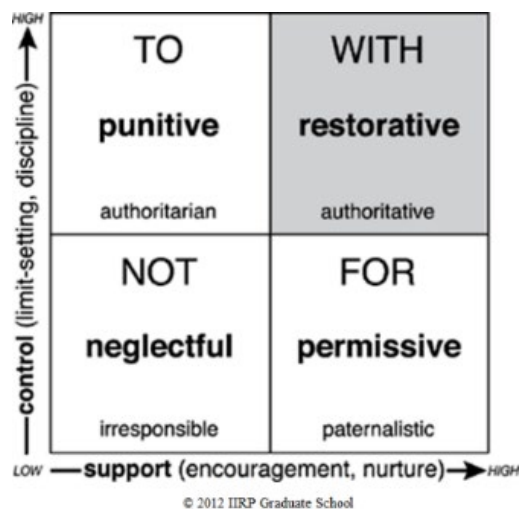 HIGH
TO
punitive
authoritarian
WITH
restorative
authoritative
NOT
neglectful
irresponsible
FOR
permissive
paternalistic
control (limit-setting, discipline)
LOW
support (encouragement, nurture)
HIGH
© 2012 IIRP Graduate School